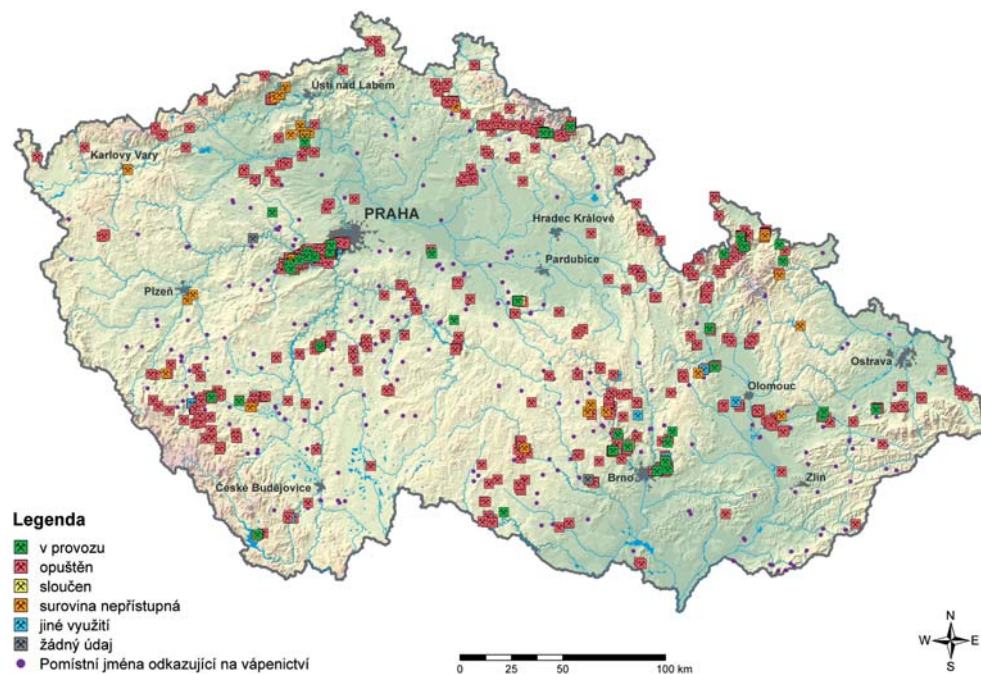 Ústí nad Labem
Karlovy Vary
PRAHA
Hradec Králové
Pardubice
Plzeň
Ostrava
Olomouc
Brno
Zlín
České Budějovice
Legenda
v provozu
opuštěn
sloučen
surovina nepřístupná
jiné využití
žádný údaj
Pomístní jména odkazující na vápenictví
0 25 50 100 km
N
W E
S